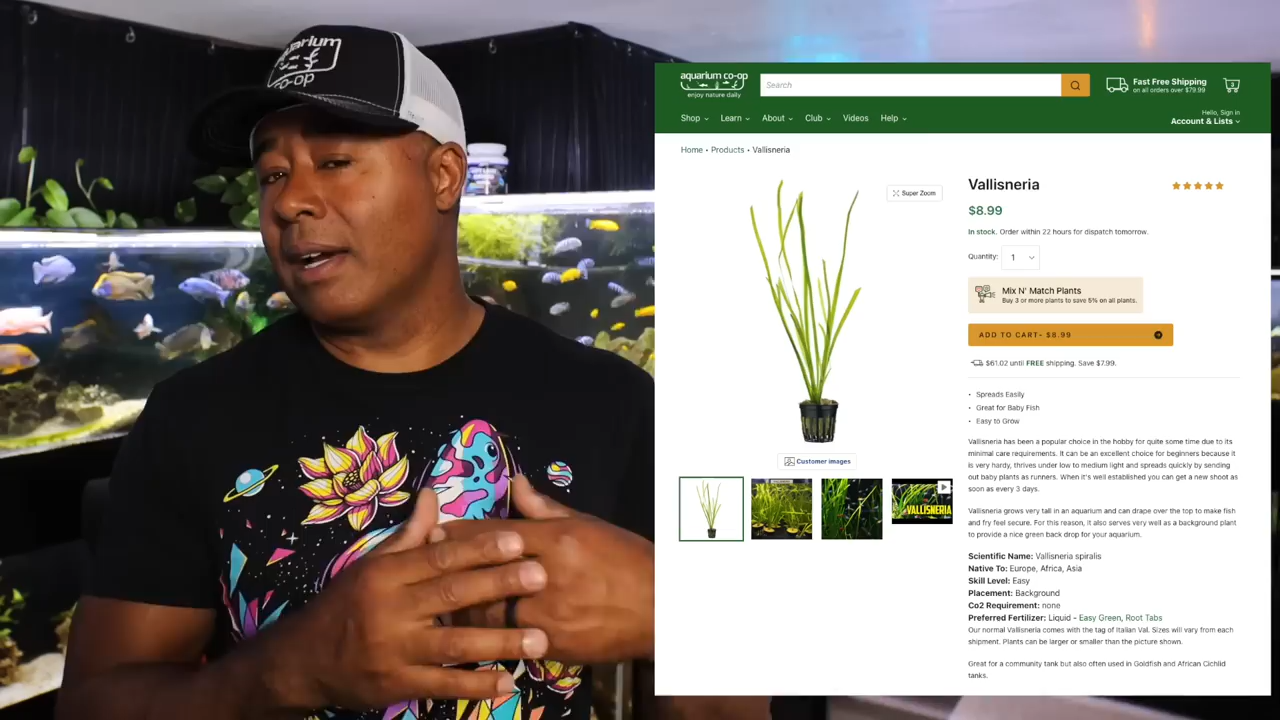 aquarium
co-op
aquarium co-op
enjoy nature daily
Search
Fast Free Shipping
on all orders over $79.99
Shop Learn About Club Videos Help
Hello, Sign in
Account & Lists
Home • Products • Vallisneria
Super Zoom
Vallisneria
$8.99
In stock. Order within 22 hours for dispatch tomorrow.
Quantity: 1
Mix N' Match Plants
Buy 3 or more plants to save 5% on all plants.
ADD TO CART- $8.99
$61.02 until FREE shipping. Save $7.99.
• Spreads Easily
• Great for Baby Fish
• Easy to Grow
Customer images
VALLISNERIA
Vallisneria has been a popular choice in the hobby for quite some time due to its
minimal care requirements. It can be an excellent choice for beginners because it
is very hardy, thrives under low to medium light and spreads quickly by sending
out baby plants as runners. When it's well established you can get a new shoot as
soon as every 3 days.
Vallisneria grows very tall in an aquarium and can drape over the top to make fish
and fry feel secure. For this reason, it also serves very well as a background plant
to provide a nice green back drop for your aquarium.
Scientific Name: Vallisneria spiralis
Native To: Europe, Africa, Asia
Skill Level: Easy
Placement: Background
Co2 Requirement: none
Preferred Fertilizer: Liquid - Easy Green, Root Tabs
Our normal Vallisneria comes with the tag of Italian Val. Sizes will vary from each
shipment. Plants can be larger or smaller than the picture shown.
Great for a community tank but also often used in Goldfish and African Cichlid
tanks.